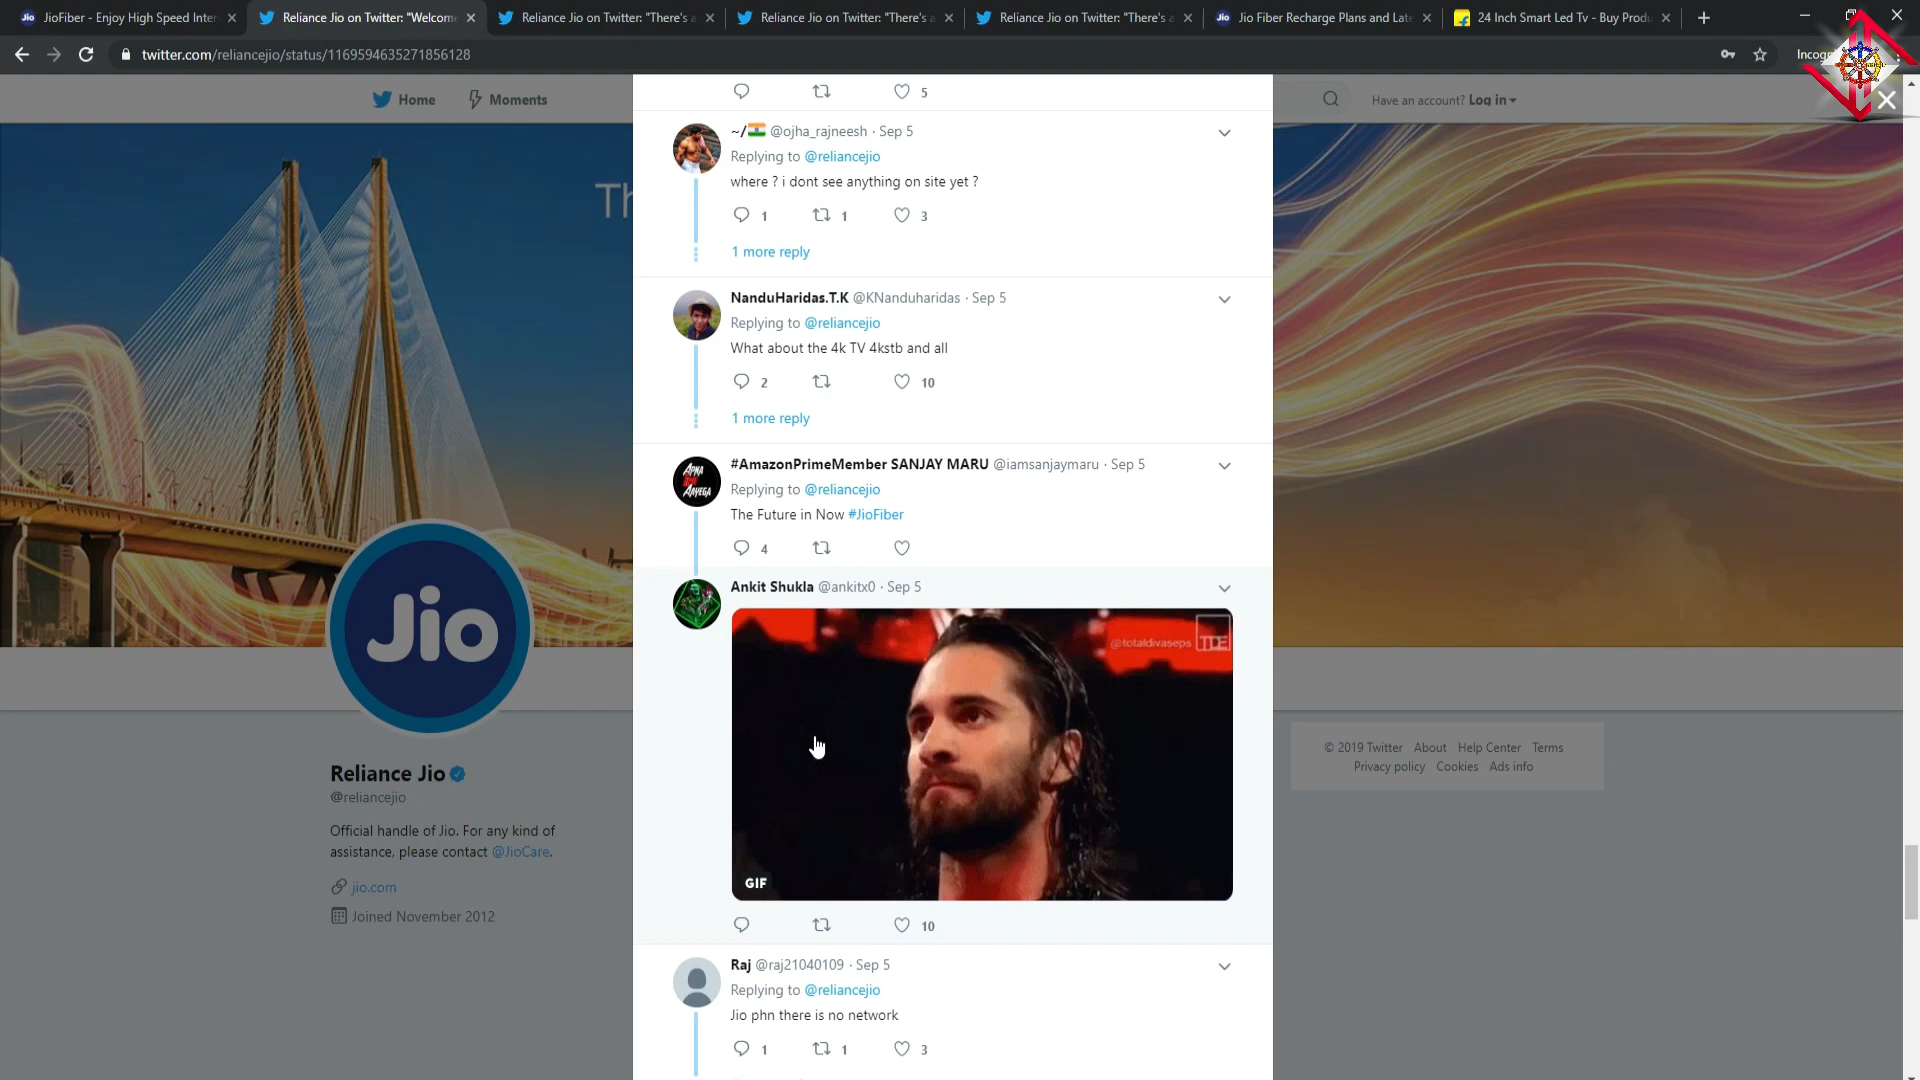 JioFiber - Enjoy High Speed Inter
Reliance Jio on Twitter: "Welcome
Reliance Jio on Twitter: "There's a
Reliance Jio on Twitter: "There's a
Reliance Jio on Twitter: "There's a
Jio Jio Fiber Recharge Plans and Late
24 Inch Smart Led Tv - Buy Produ
twitter.com/reliancejio/status/1169594635271856128
Incog
Home
Moments
Have an account? Log in
Th
5
~/🇮🇳 @ojha_rajneesh · Sep 5
Replying to @reliancejio
where ? i dont see anything on site yet ?
1 1 3
1 more reply
NanduHaridas.T.K @KNanduharidas · Sep 5
Replying to @reliancejio
What about the 4k TV 4kstb and all
2 10
1 more reply
#AmazonPrimeMember SANJAY MARU @iamsanjaymaru · Sep 5
Replying to @reliancejio
The Future in Now #JioFiber
4
Ankit Shukla @ankitx0 · Sep 5
@totaldivaseps TDE
GIF
10
Raj @raj21040109 · Sep 5
Replying to @reliancejio
Jio phn there is no network
1 1 3
Jio
Reliance Jio
@reliancejio
Official handle of Jio. For any kind of
assistance, please contact @JioCare.
jio.com
Joined November 2012
© 2019 Twitter About Help Center Terms
Privacy policy Cookies Ads info